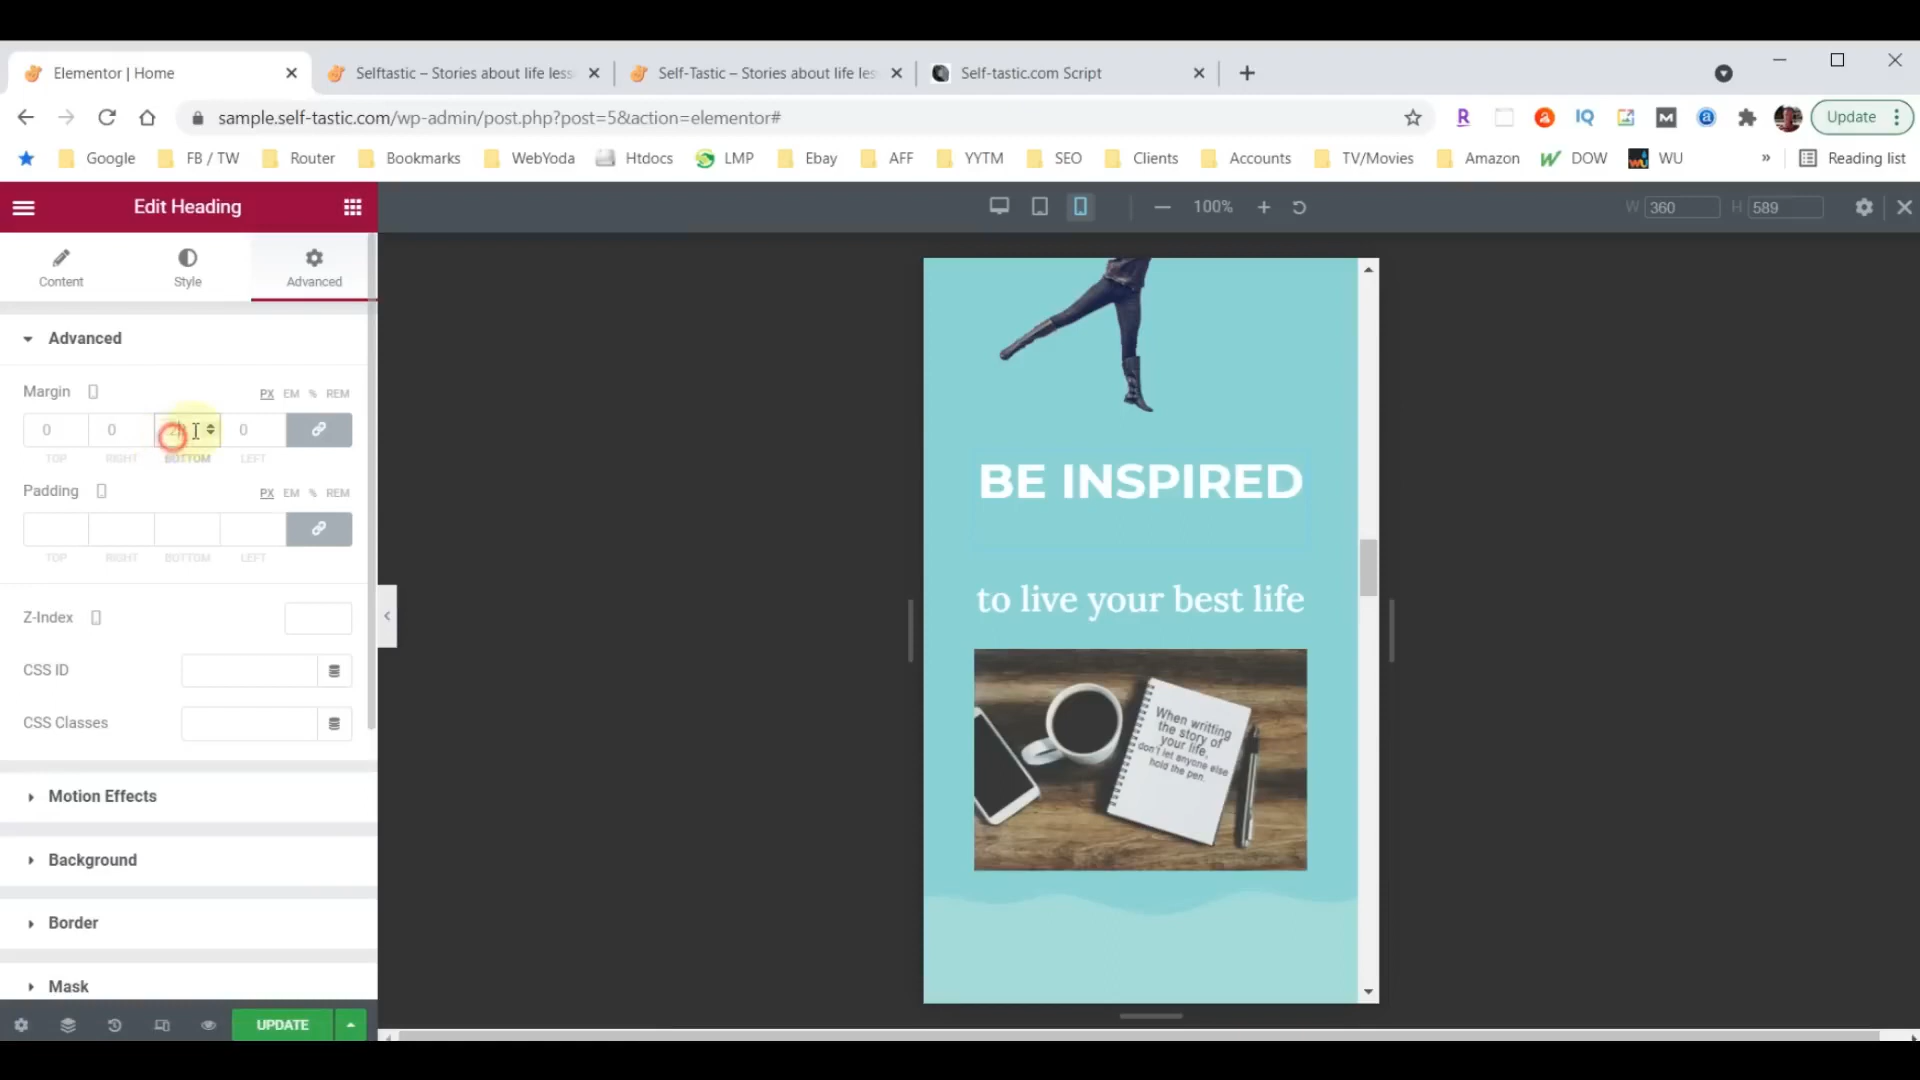 Elementor | Home
Selftastic – Stories about life less
Self-Tastic – Stories about life les
Self-tastic.com Script
sample.self-tastic.com/wp-admin/post.php?post=5&action=elementor#
Update
Google
FB / TW
Router
Bookmarks
WebYoda
Htdocs
LMP
Ebay
AFF
YYTM
SEO
Clients
Accounts
TV/Movies
Amazon
DOW
WU
»
Reading list
Edit Heading
100%
W 360
H 589
Content
Style
Advanced
Advanced
Margin
PX EM % REM
0 0 0
TOP RIGHT BOTTOM LEFT
Padding
PX EM % REM
TOP RIGHT BOTTOM LEFT
Z-Index
CSS ID
CSS Classes
Motion Effects
Background
Border
Mask
UPDATE
BE INSPIRED
to live your best life
When writting
the story of
your life,
don't let anyone else
hold the pen.